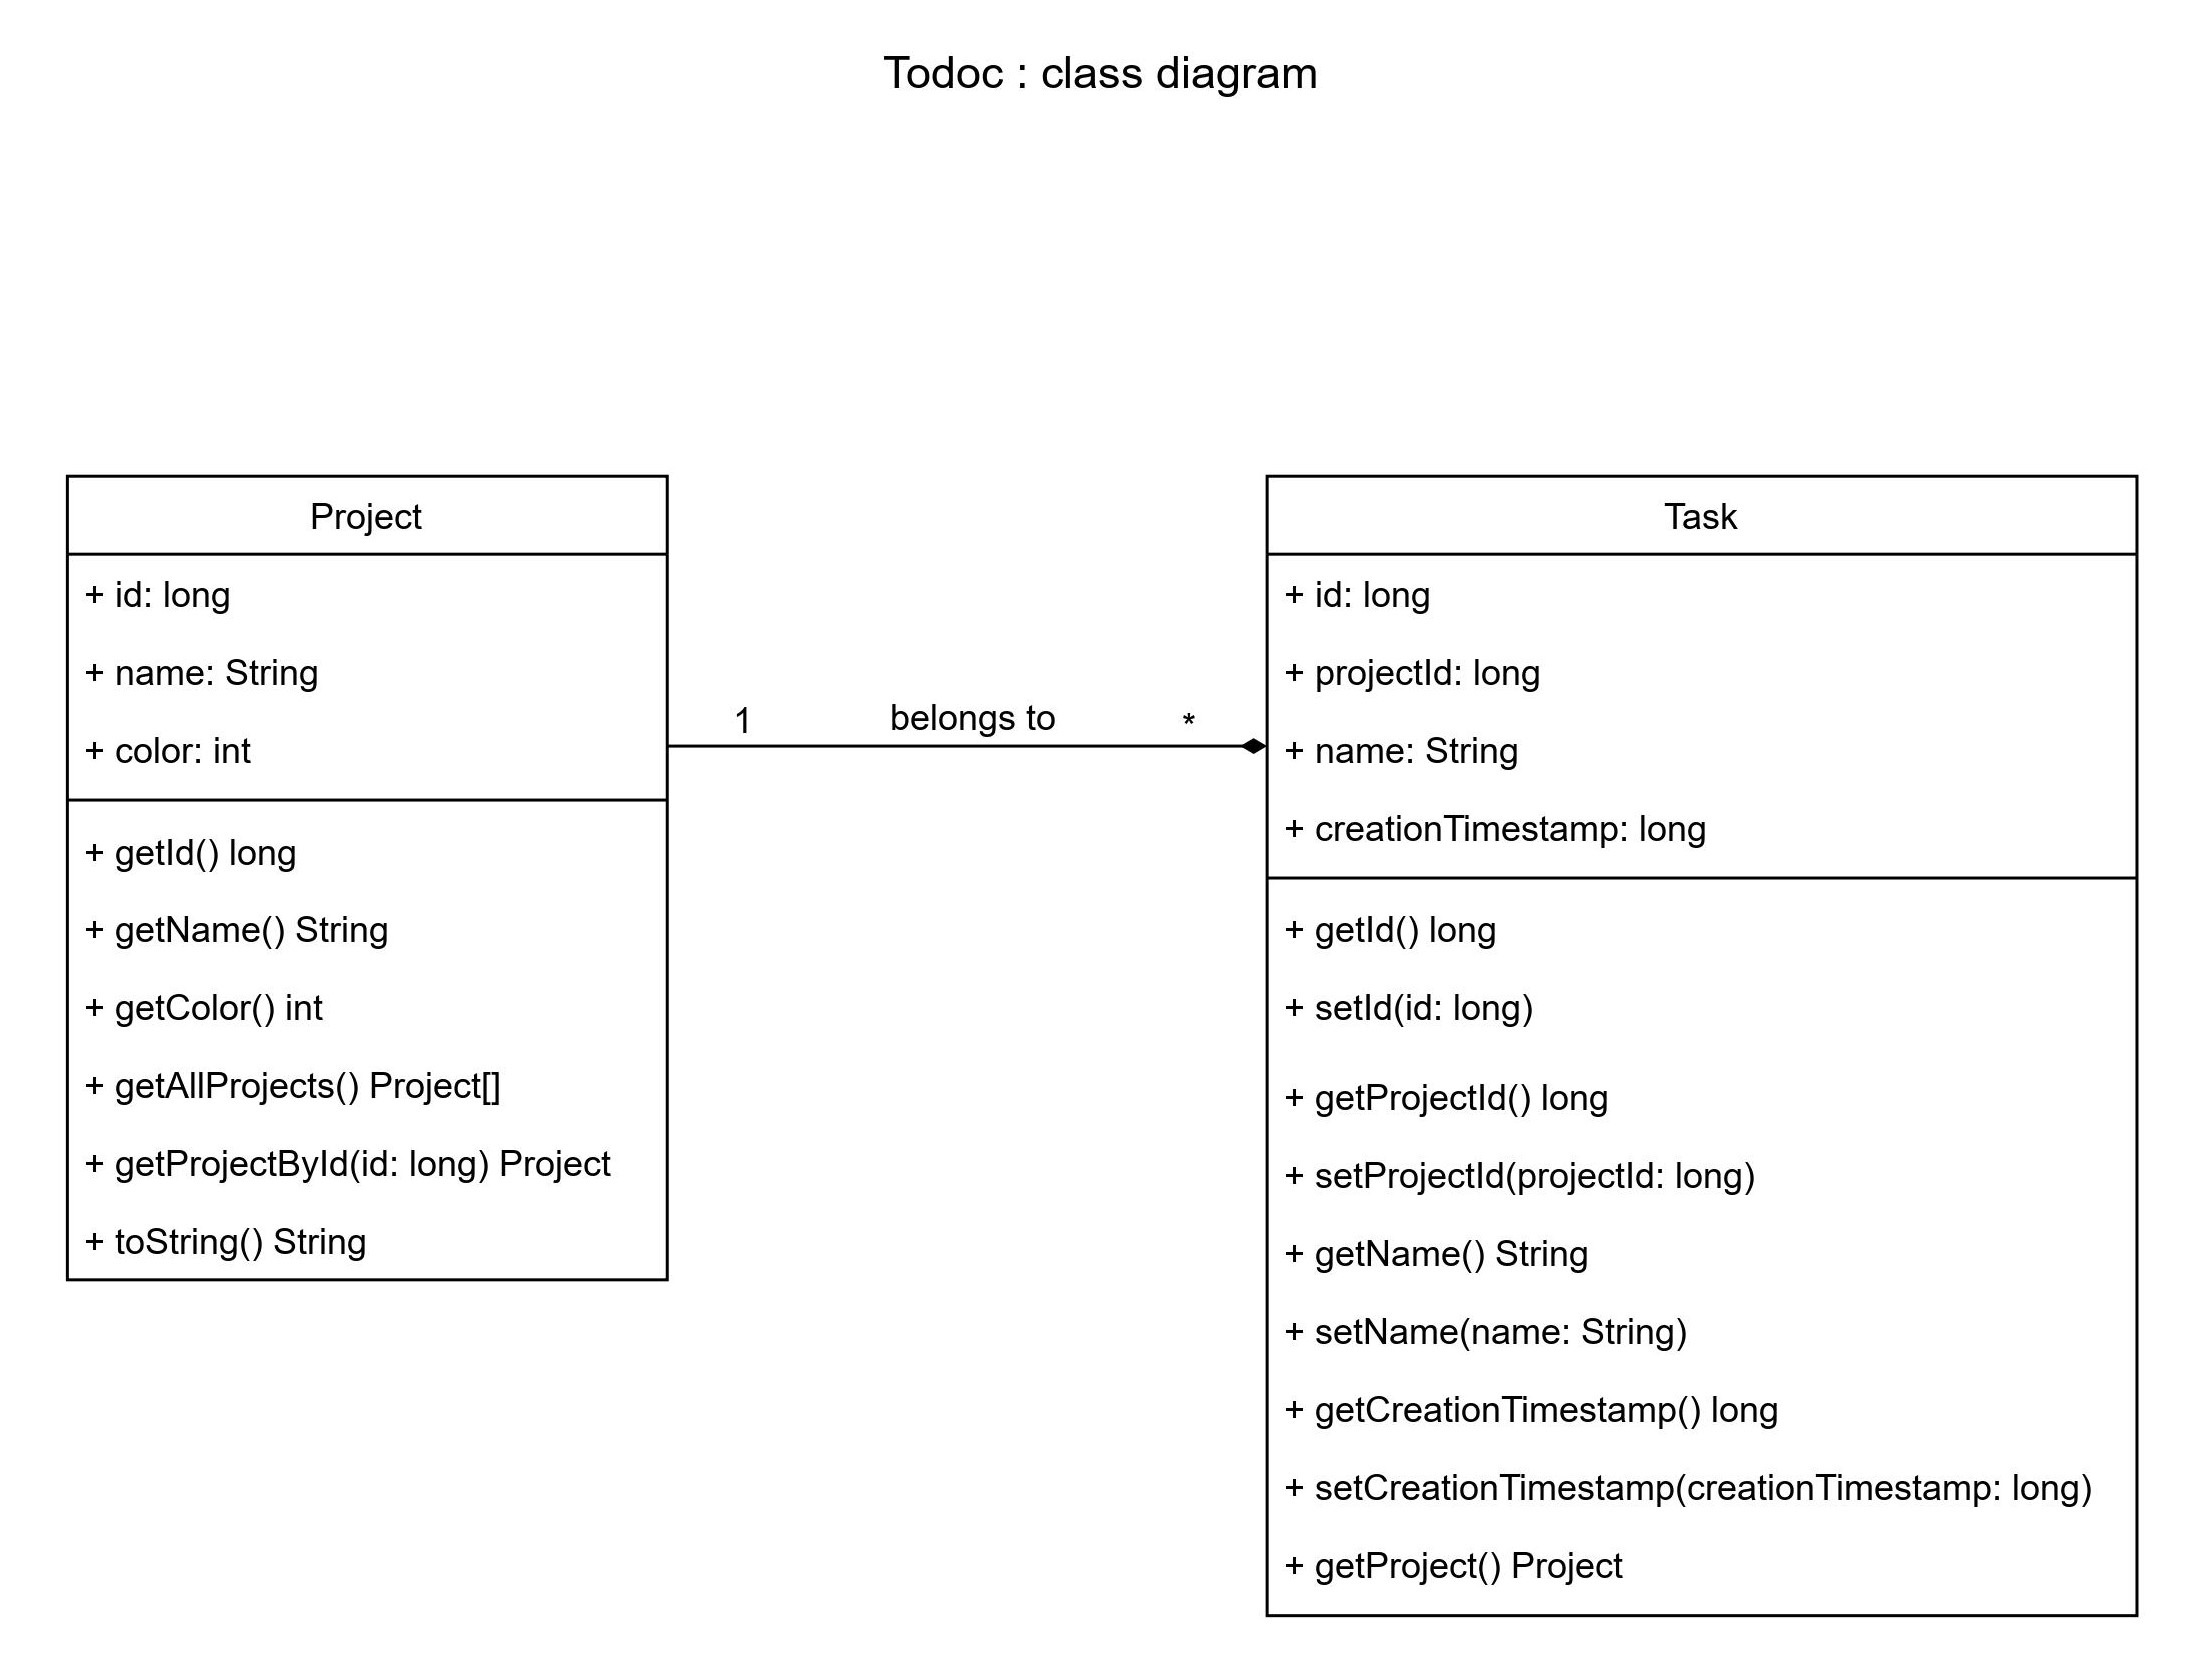 Todoc : class diagram
Project
+ id: long
+ name: String
+ color: int
+ getId() long
+ getName() String
+ getColor() int
+ getAllProjects() Project[]
+ getProjectById(id: long) Project
+ toString() String
1
belongs to
*
Task
+ id: long
+ projectId: long
+ name: String
+ creationTimestamp: long
+ getId() long
+ setId(id: long)
+ getProjectId() long
+ setProjectId(projectId: long)
+ getName() String
+ setName(name: String)
+ getCreationTimestamp() long
+ setCreationTimestamp(creationTimestamp: long)
+ getProject() Project